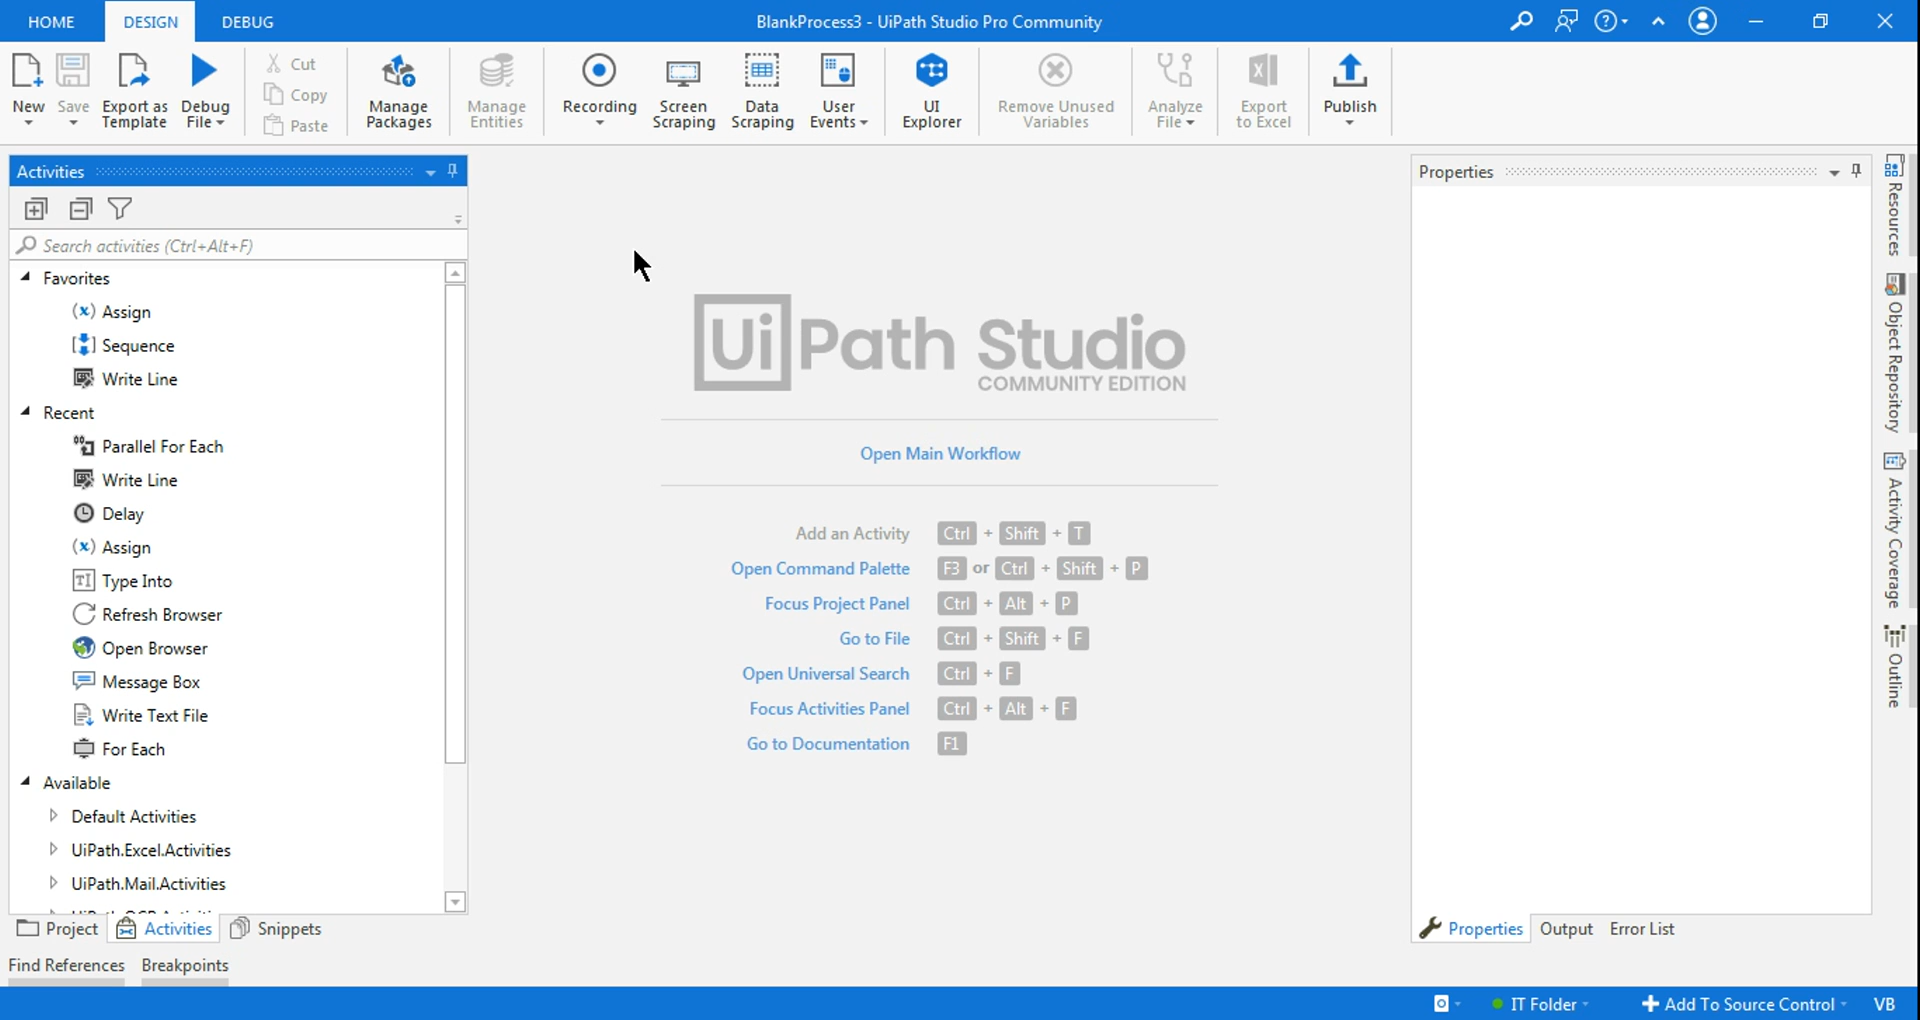 HOME DESIGN DEBUG BlankProcess3 - UiPath Studio Pro Community
New Save Export as Template Debug File
Cut
Copy
Paste
Manage Packages Manage Entities Recording Screen Scraping Data Scraping User Events UI Explorer Remove Unused Variables Analyze File Export to Excel Publish
Activities
Search activities (Ctrl+Alt+F)
Favorites
(x) Assign
Sequence
Write Line
Recent
Parallel For Each
Write Line
Delay
(x) Assign
TI Type Into
Refresh Browser
Open Browser
Message Box
Write Text File
For Each
Available
Default Activities
UiPath.Excel.Activities
UiPath.Mail.Activities
Project Activities Snippets
Find References Breakpoints
UiPath Studio
COMMUNITY EDITION
Open Main Workflow
Add an Activity Ctrl + Shift + T
Open Command Palette F3 or Ctrl + Shift + P
Focus Project Panel Ctrl + Alt + P
Go to File Ctrl + Shift + F
Open Universal Search Ctrl + F
Focus Activities Panel Ctrl + Alt + F
Go to Documentation F1
Properties
Properties Output Error List
Resources
Object Repository
Activity Coverage
Outline
IT Folder Add To Source Control VB